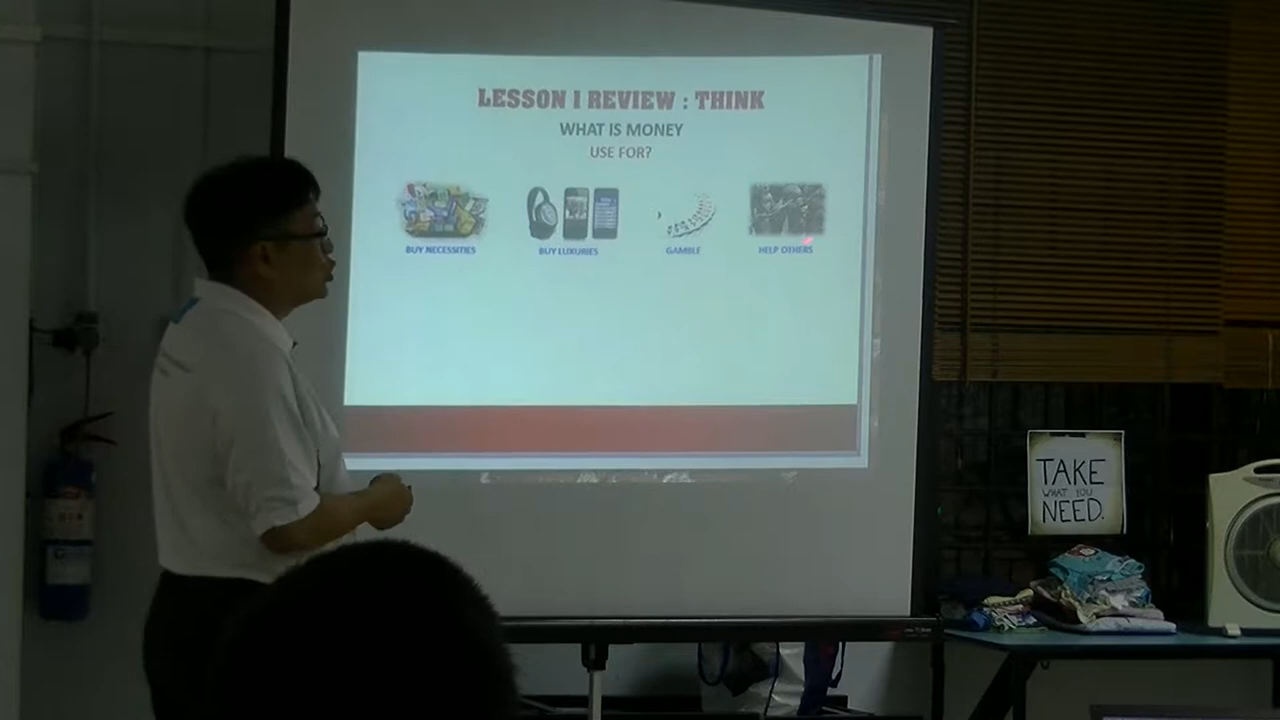 LESSON 1 REVIEW : THINK
WHAT IS MONEY
USE FOR?
BUY NECESSITIES
BUY LUXURIES
GAMBLE
HELP OTHERS
TAKE
WHAT YOU
NEED.